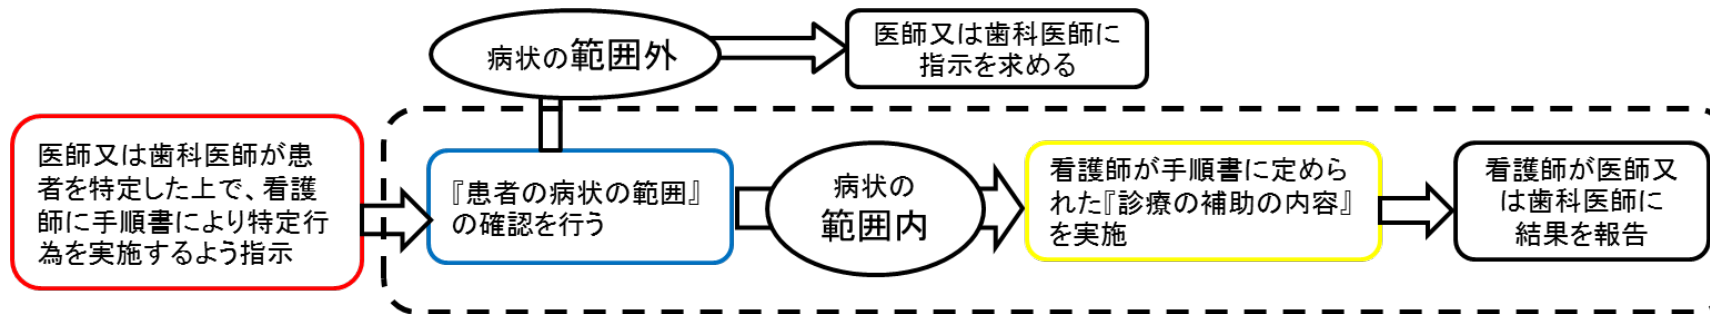 病状の範囲外
医師又は歯科医師に
指示を求める
医師又は歯科医師が患
者を特定した上で、看護
師に手順書により特定行
為を実施するよう指示
『患者の病状の範囲』
の確認を行う
病状の
範囲内
看護師が手順書に定めら
れた『診療の補助の内容』
を実施
看護師が医師又
は歯科医師に
結果を報告